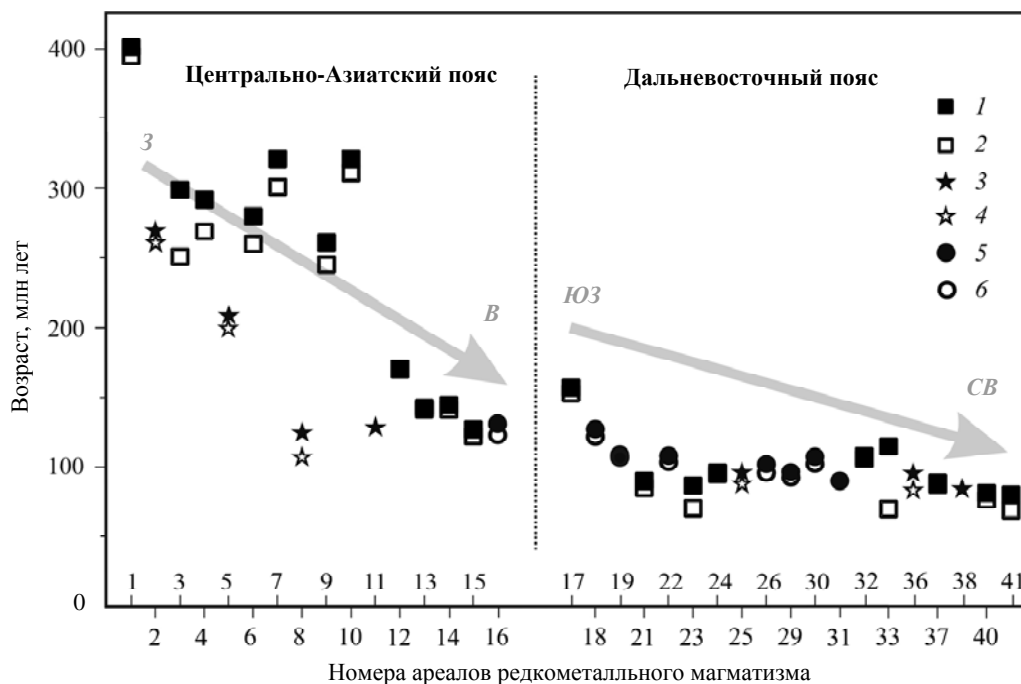 400
Центрально-Азиатский пояс
Дальневосточный пояс
1
З
2
300
3
4
5
ЮЗ
6
В
200
СВ
100
Возраст, млн лет
1 3 5 7 9 11 13 15 17 19 22 24 26 30 32 36 38 41
0
2 4 6 8 10 12 14 16 18 21 23 25 29 31 33 37 40
Номера ареалов редкометалльного магматизма